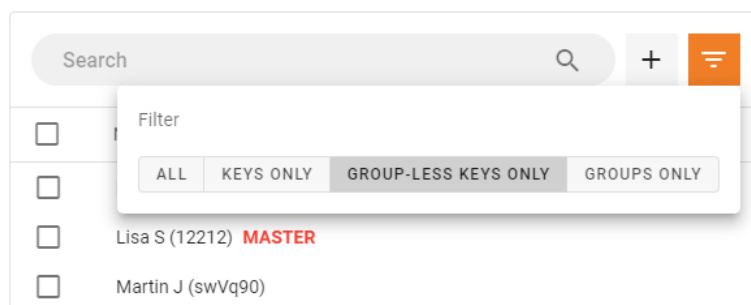 Search
+
Filter
ALL KEYS ONLY GROUP-LESS KEYS ONLY GROUPS ONLY
Lisa S (12212) MASTER
Martin J (swVq90)